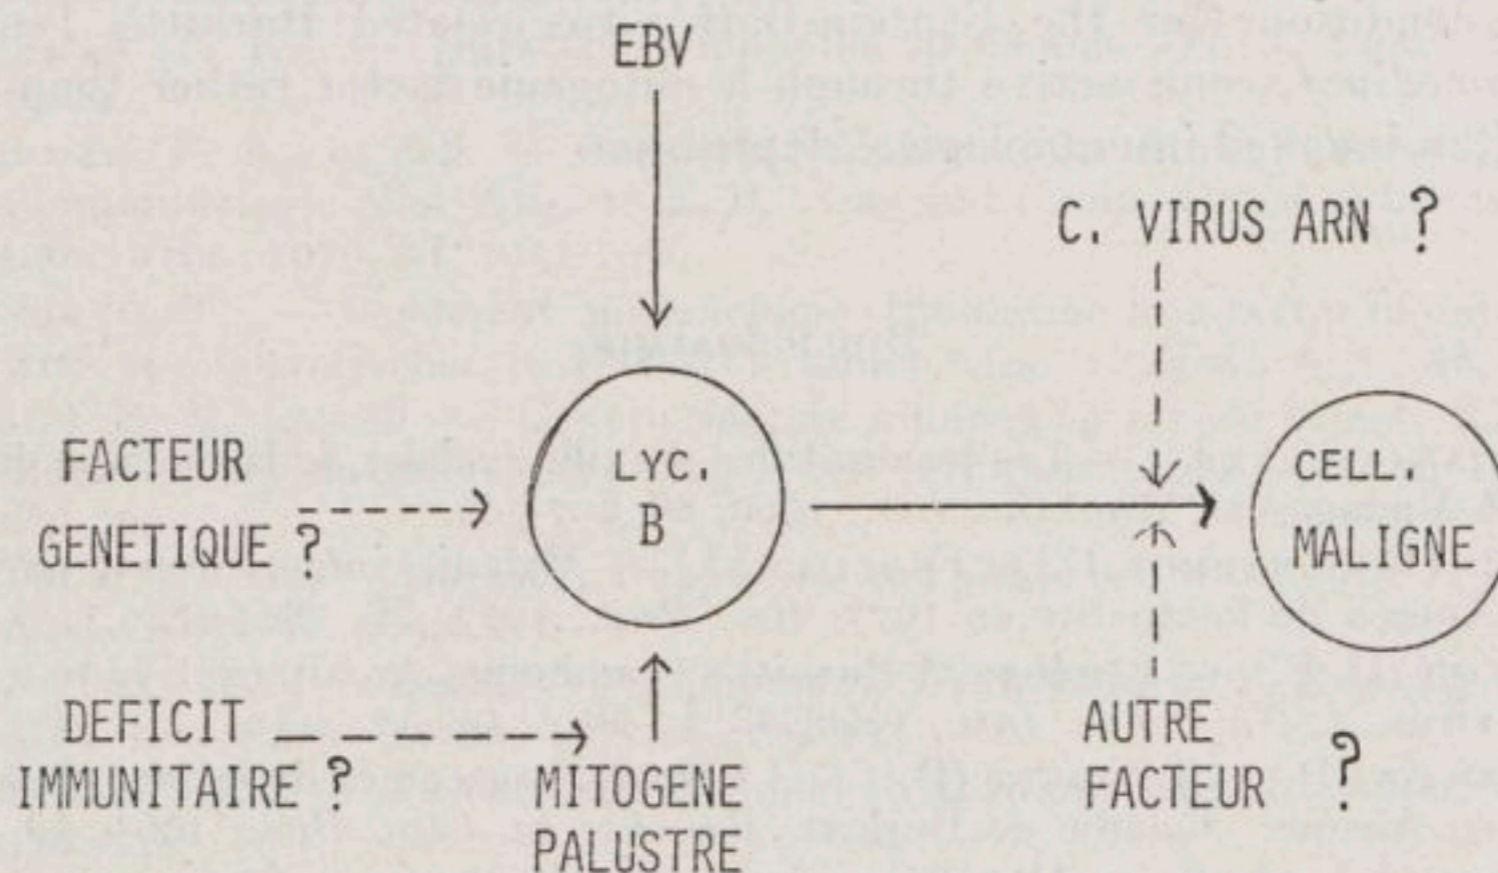 EBV
C. VIRUS ARN ?
FACTEUR
GENETIQUE ?
LYC.
B
CELL.
MALIGNE
DEFICIT
IMMUNITAIRE ?
MITOGENE
PALUSTRE
AUTRE
FACTEUR ?